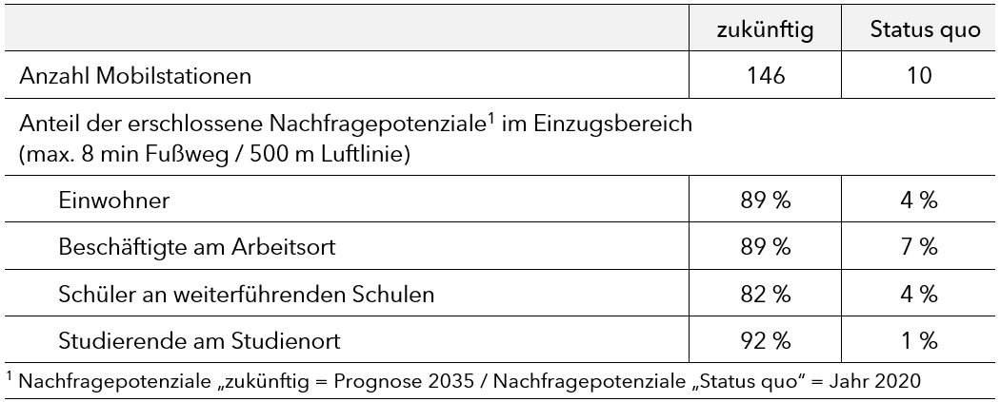 zukünftig Status quo
Anzahl Mobilstationen 146 10
Anteil der erschlossene Nachfragepotenziale¹ im Einzugsbereich
(max. 8 min Fußweg / 500 m Luftlinie)
Einwohner 89 % 4 %
Beschäftigte am Arbeitsort 89 % 7 %
Schüler an weiterführenden Schulen 82 % 4 %
Studierende am Studienort 92 % 1 %
¹ Nachfragepotenziale „zukünftig = Prognose 2035 / Nachfragepotenziale „Status quo“ = Jahr 2020